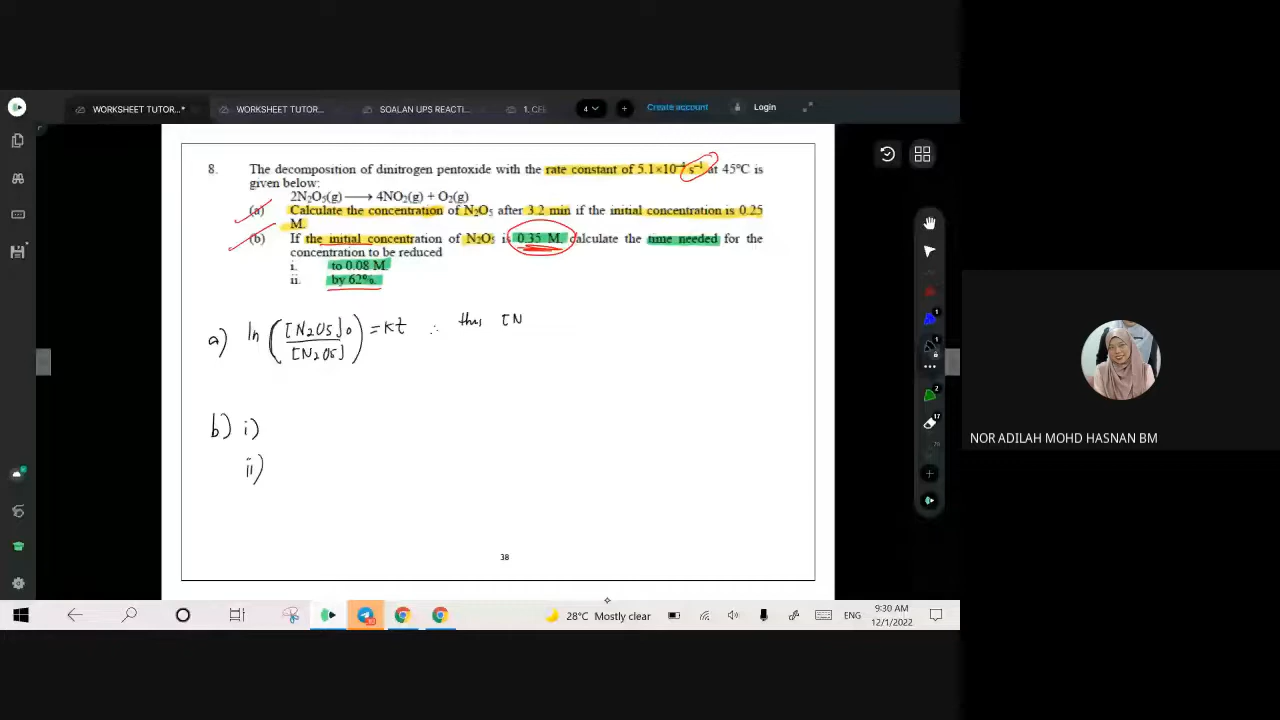 WORKSHEET TUTOR...*
WORKSHEET TUTOR...
SOALAN UPS REACTI...
4
Create account
Login
8. The decomposition of dinitrogen pentoxide with the rate constant of 5.1×10⁻⁴ s⁻¹ at 45°C is
given below:
2N₂O₅(g) ⟶ 4NO₂(g) + O₂(g)
(a) Calculate the concentration of N₂O₅ after 3.2 min if the initial concentration is 0.25
M.
(b) If the initial concentration of N₂O₅ is 0.35 M, calculate the time needed for the
concentration to be reduced
i. to 0.08 M
ii. by 62%.
a) ln ([N₂O₅]₀ / [N₂O₅]) = kt ∴ thus [N
b) i)
ii)
38
NOR ADILAH MOHD HASNAN BM
28°C Mostly clear
ENG
9:30 AM
12/1/2022